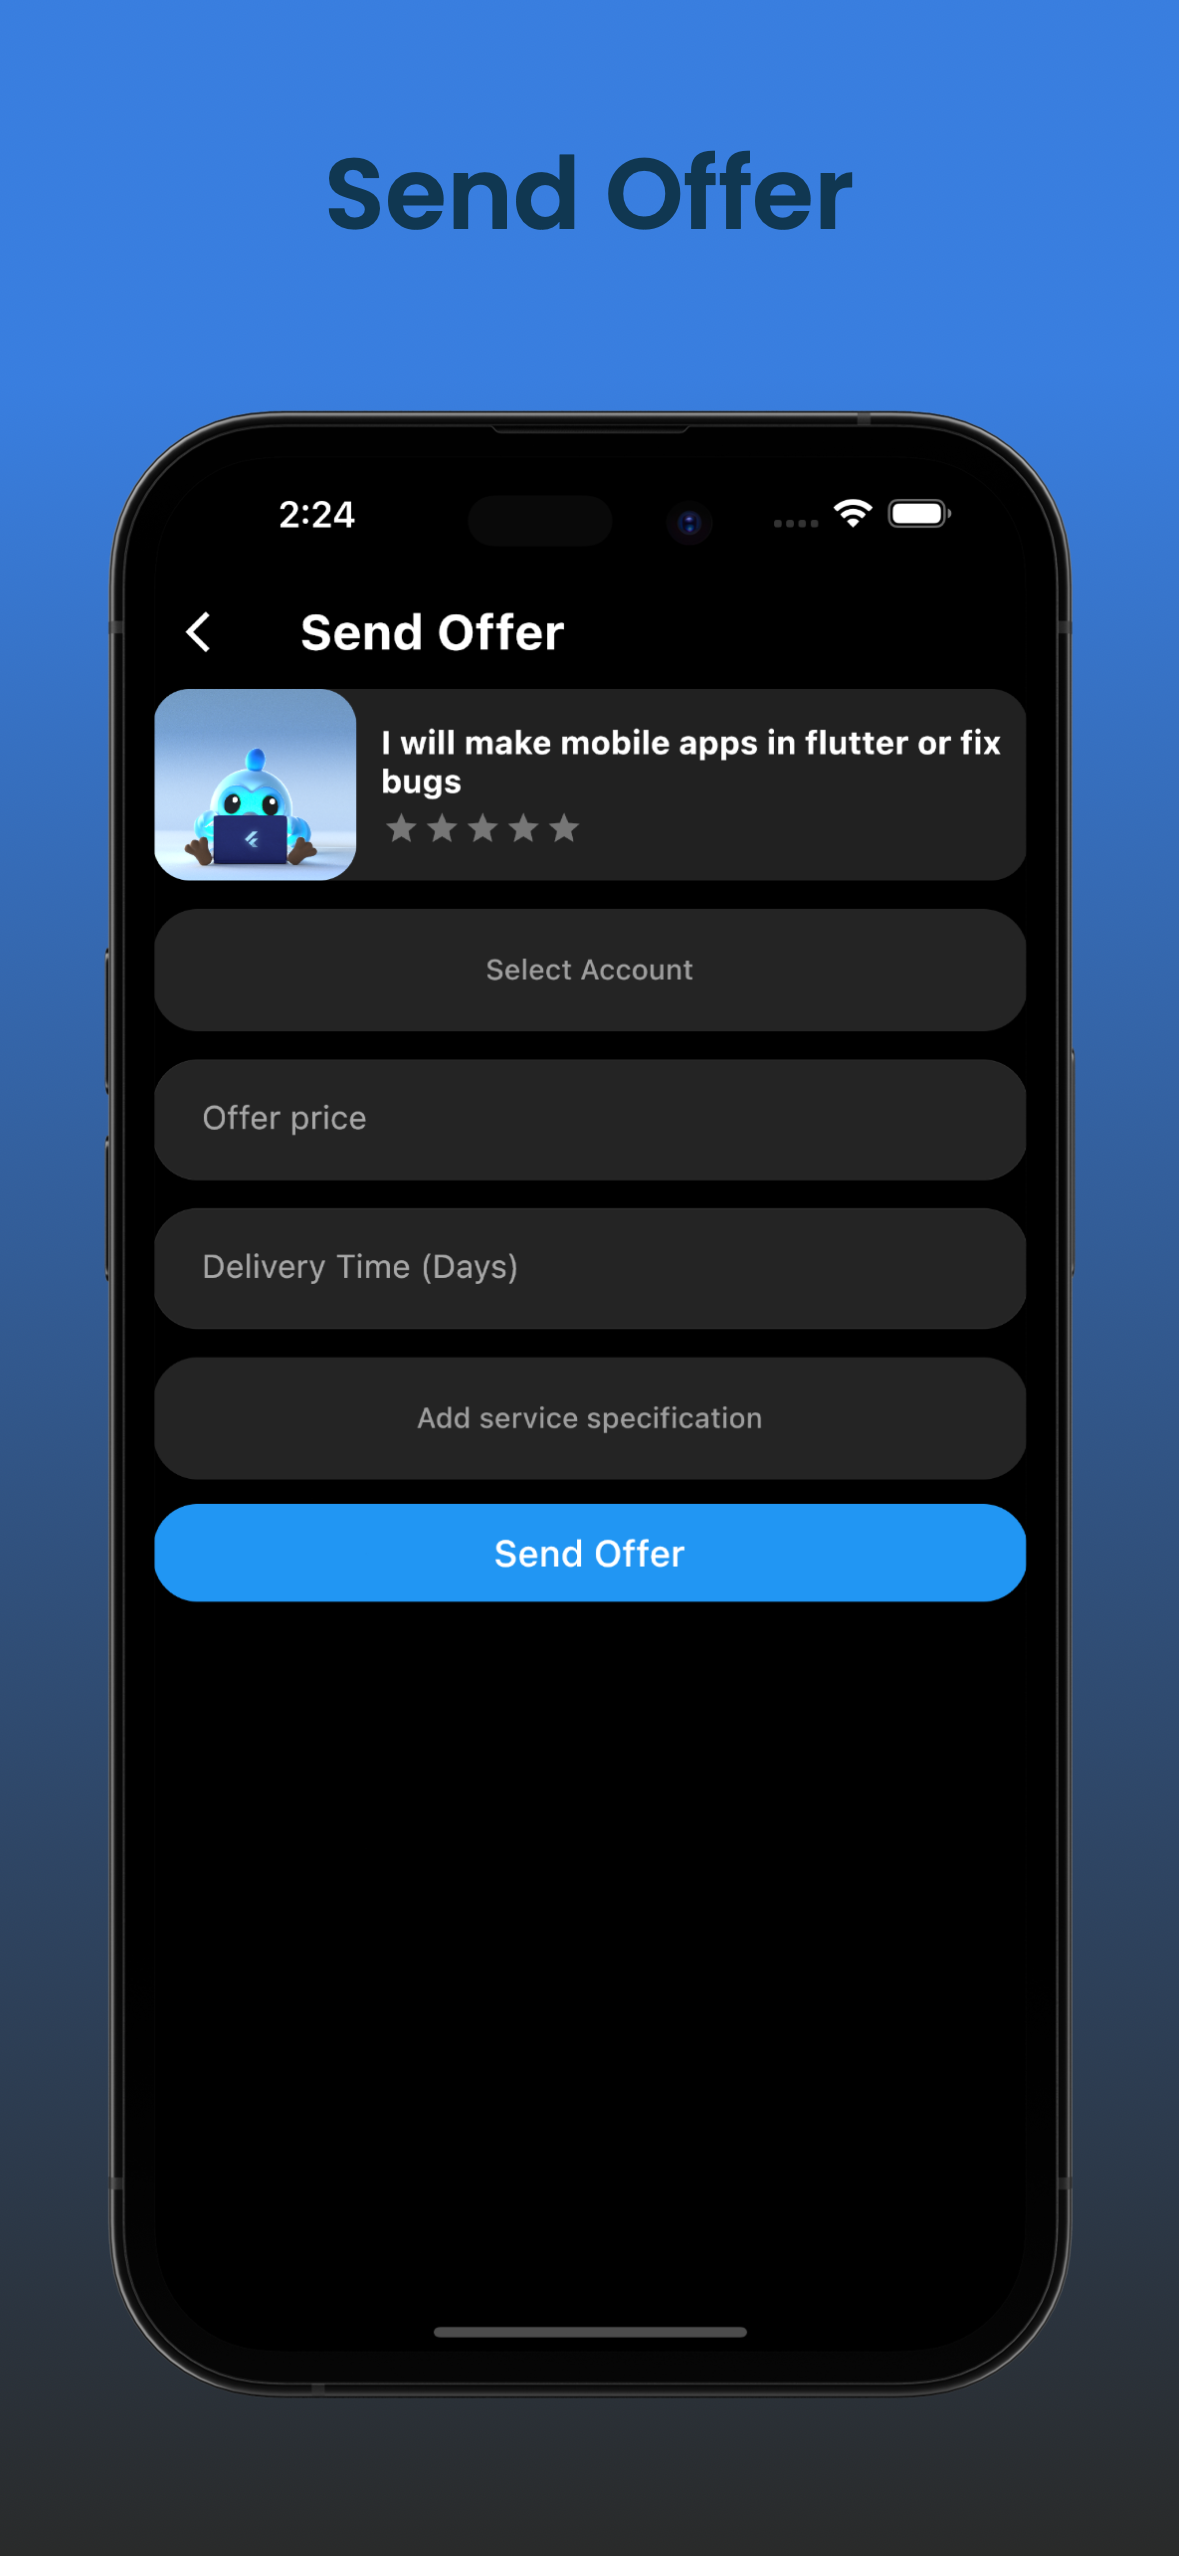 Send Offer
2:24
Send Offer
I will make mobile apps in flutter or fix
bugs
Select Account
Offer price
Delivery Time (Days)
Add service specification
Send Offer